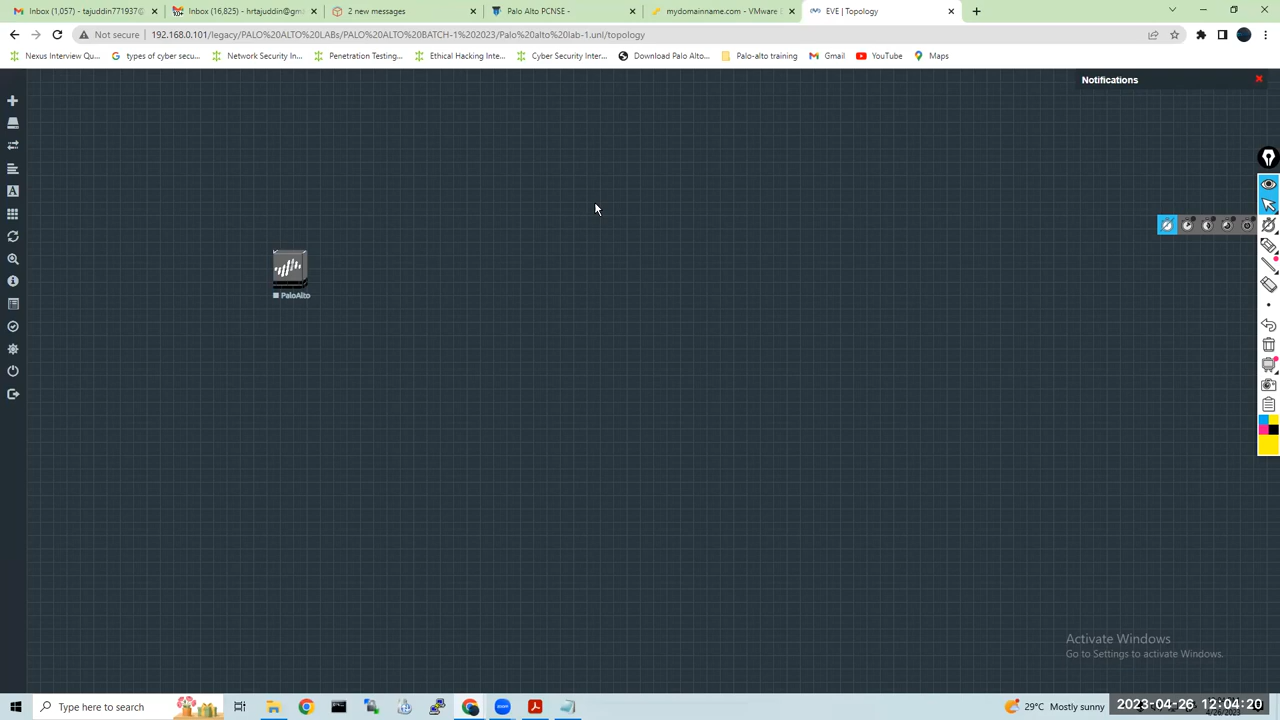 Inbox (1,057) - tajuddin771937@
Inbox (16,825) - hrtajuddin@gm
2 new messages
Palo Alto PCNSE -
mydomainname.com - VMware E
EVE | Topology
Not secure | 192.168.0.101/legacy/PALO%20ALTO%20LABs/PALO%20ALTO%20BATCH-1%202023/Palo%20alto%20lab-1.unl/topology
Nexus Interview Qu...
types of cyber secu...
Network Security In...
Penetration Testing...
Ethical Hacking Inte...
Cyber Security Inter...
Download Palo Alto...
Palo-alto training
Gmail
YouTube
Maps
Notifications
PaloAlto
Activate Windows
Go to Settings to activate Windows.
Type here to search
29°C Mostly sunny
2023-04-26 12:04:20